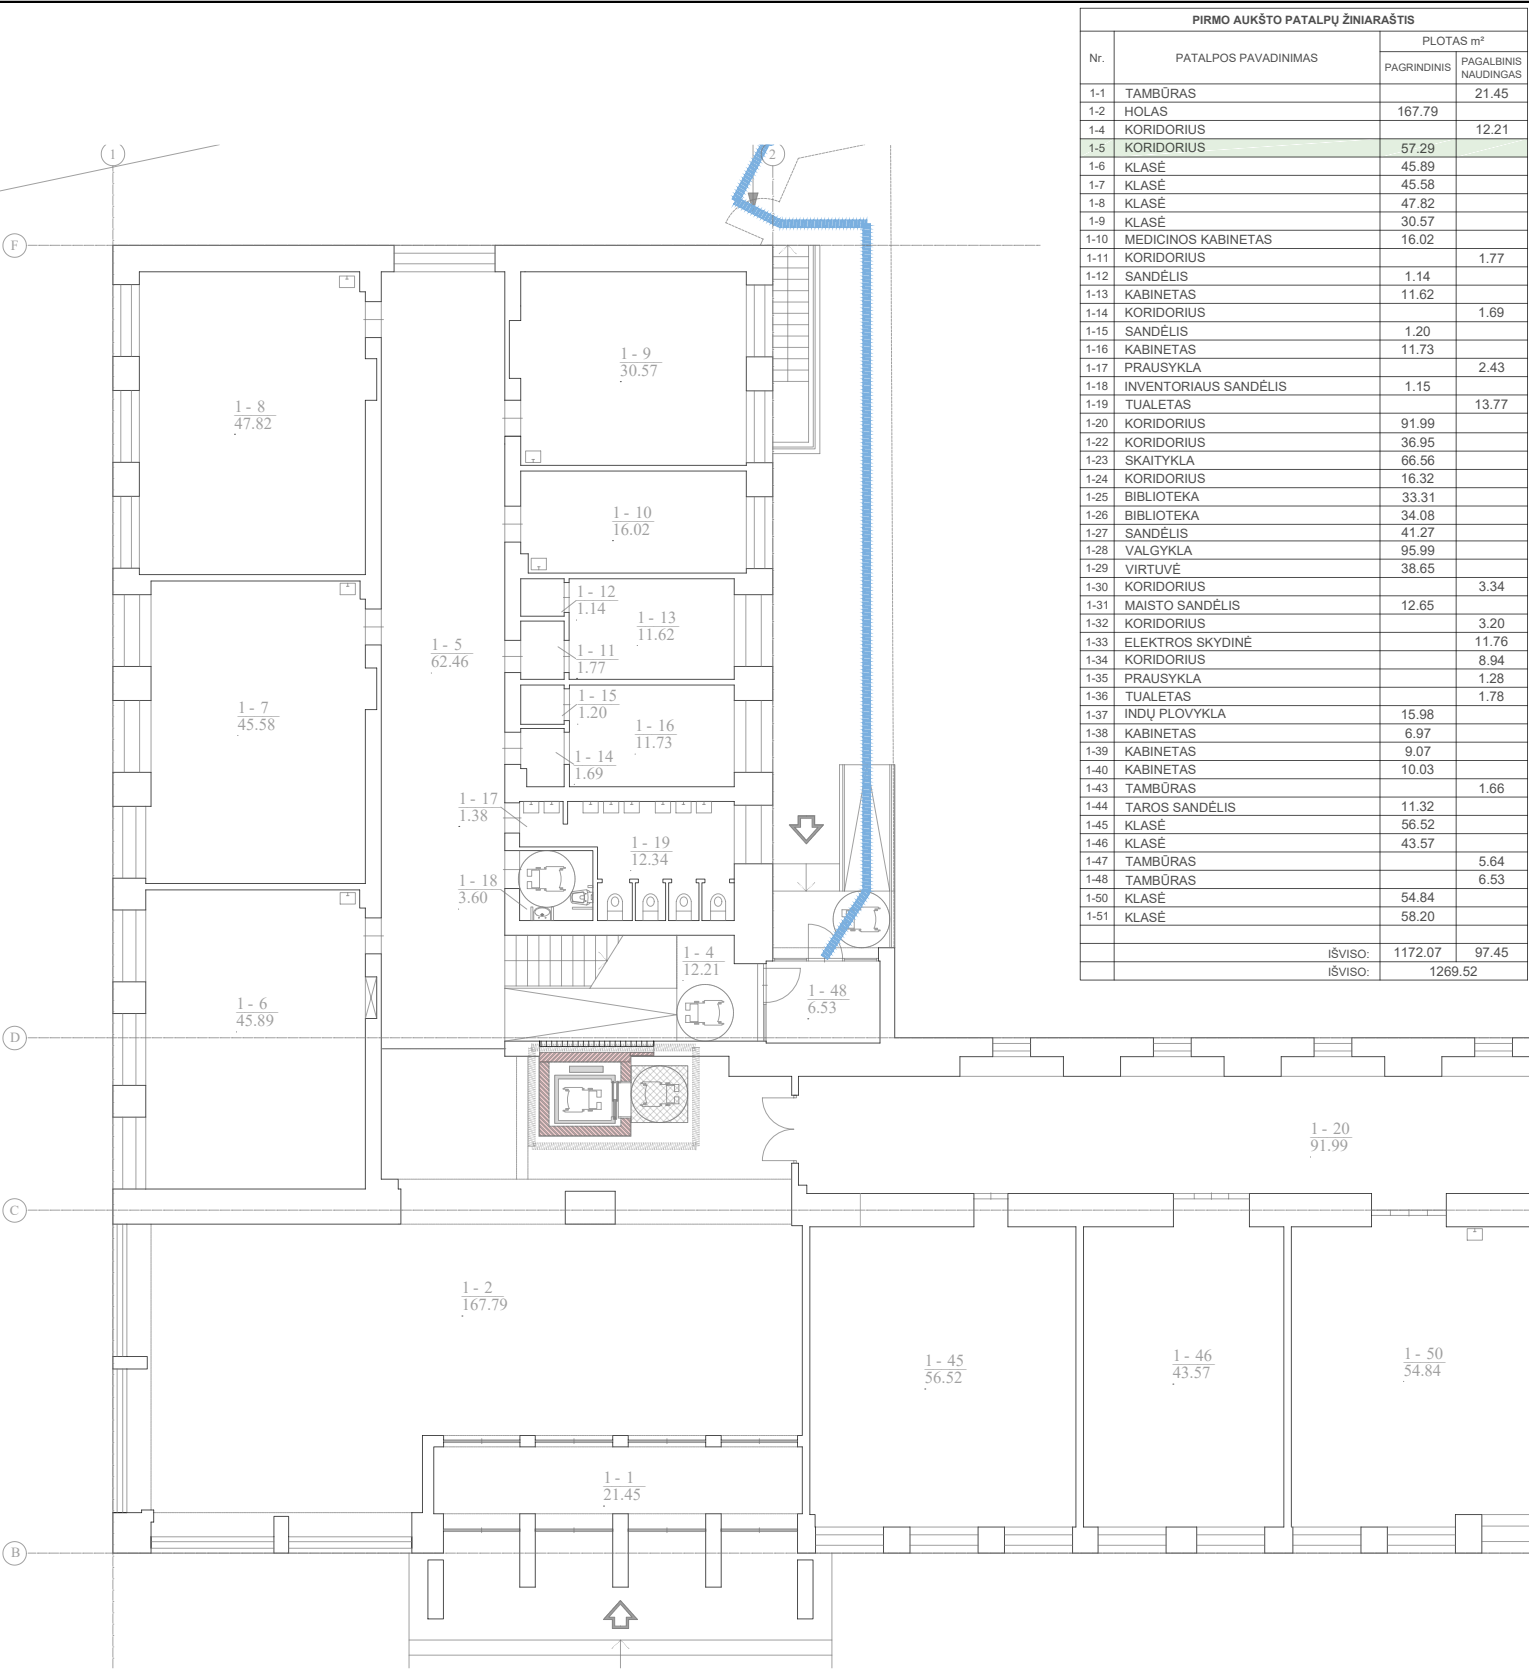 PIRMO AUKŠTO PATALPŲ ŽINIARAŠTIS
Nr. PATALPOS PAVADINIMAS PLOTAS m²
PAGRINDINIS PAGALBINIS NAUDINGAS
1-1 TAMBŪRAS 21.45
1-2 HOLAS 167.79
1-4 KORIDORIUS 12.21
1-5 KORIDORIUS 57.29
1-6 KLASĖ 45.89
1-7 KLASĖ 45.58
1-8 KLASĖ 47.82
1-9 KLASĖ 30.57
1-10 MEDICINOS KABINETAS 16.02
1-11 KORIDORIUS 1.77
1-12 SANDĖLIS 1.14
1-13 KABINETAS 11.62
1-14 KORIDORIUS 1.69
1-15 SANDĖLIS 1.20
1-16 KABINETAS 11.73
1-17 PRAUSYKLA 2.43
1-18 INVENTORIAUS SANDĖLIS 1.15
1-19 TUALETAS 13.77
1-20 KORIDORIUS 91.99
1-22 KORIDORIUS 36.95
1-23 SKAITYKLA 66.56
1-24 KORIDORIUS 16.32
1-25 BIBLIOTEKA 33.31
1-26 BIBLIOTEKA 34.08
1-27 SANDĖLIS 41.27
1-28 VALGYKLA 95.99
1-29 VIRTUVĖ 38.65
1-30 KORIDORIUS 3.34
1-31 MAISTO SANDĖLIS 12.65
1-32 KORIDORIUS 3.20
1-33 ELEKTROS SKYDINĖ 11.76
1-34 KORIDORIUS 8.94
1-35 PRAUSYKLA 1.28
1-36 TUALETAS 1.78
1-37 INDŲ PLOVYKLA 15.98
1-38 KABINETAS 6.97
1-39 KABINETAS 9.07
1-40 KABINETAS 10.03
1-43 TAMBŪRAS 1.66
1-44 TAROS SANDĖLIS 11.32
1-45 KLASĖ 56.52
1-46 KLASĖ 43.57
1-47 TAMBŪRAS 5.64
1-48 TAMBŪRAS 6.53
1-50 KLASĖ 54.84
1-51 KLASĖ 58.20
IŠVISO: 1172.07 97.45
IŠVISO: 1269.52
1
2
F
1 - 9
30.57
1 - 8
47.82
1 - 10
16.02
1 - 12
1.14
1 - 13
11.62
1 - 5
62.46
1 - 11
1.77
1 - 15
1.20
1 - 7
45.58
1 - 16
11.73
1 - 14
1.69
1 - 17
1.38
1 - 19
12.34
1 - 18
3.60
1 - 4
12.21
1 - 48
6.53
1 - 6
45.89
D
1 - 20
91.99
C
1 - 2
167.79
1 - 45
56.52
1 - 46
43.57
1 - 50
54.84
1 - 1
21.45
B